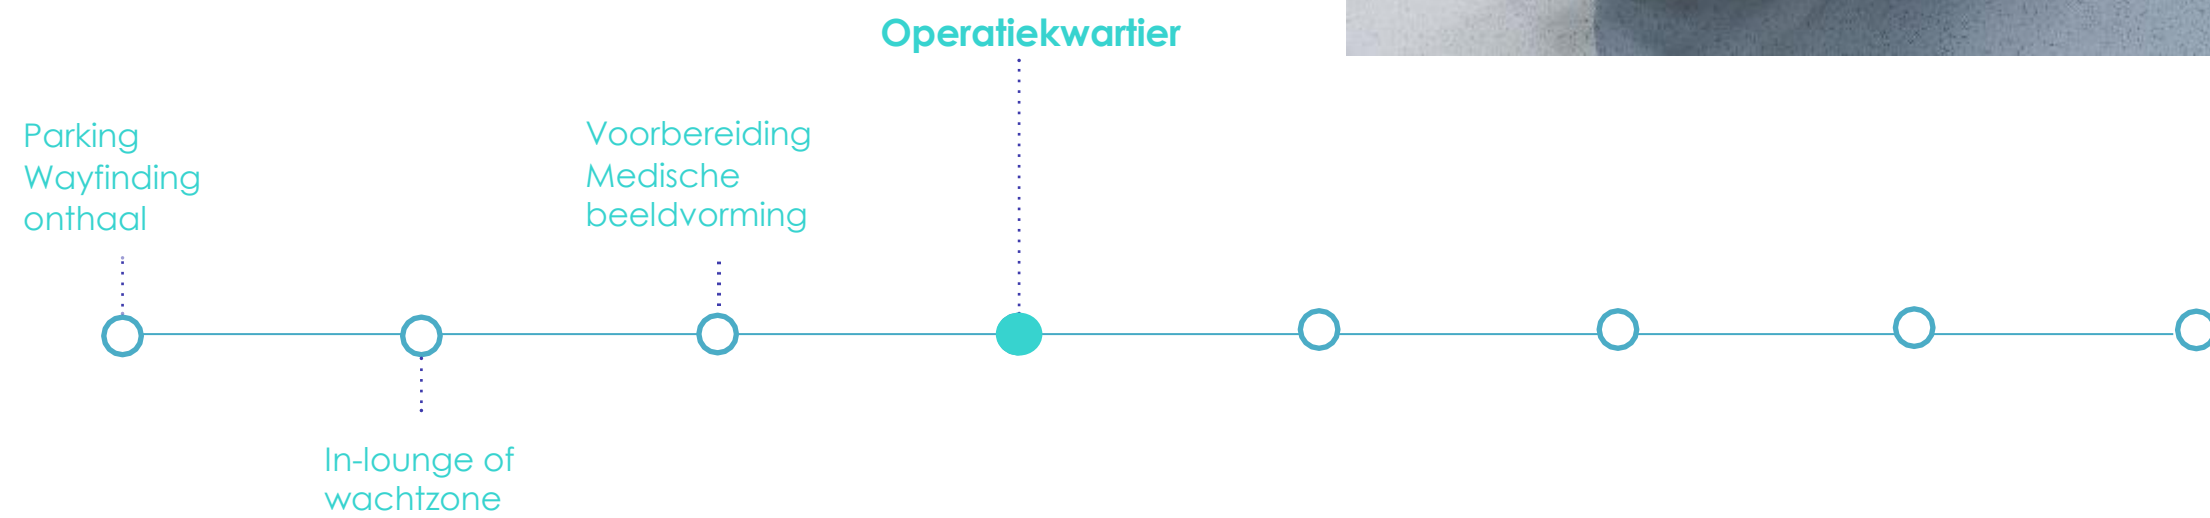 Operatiekwartier
Parking
Wayfinding
onthaal
Voorbereiding
Medische
beeldvorming
In-lounge of
wachtzone